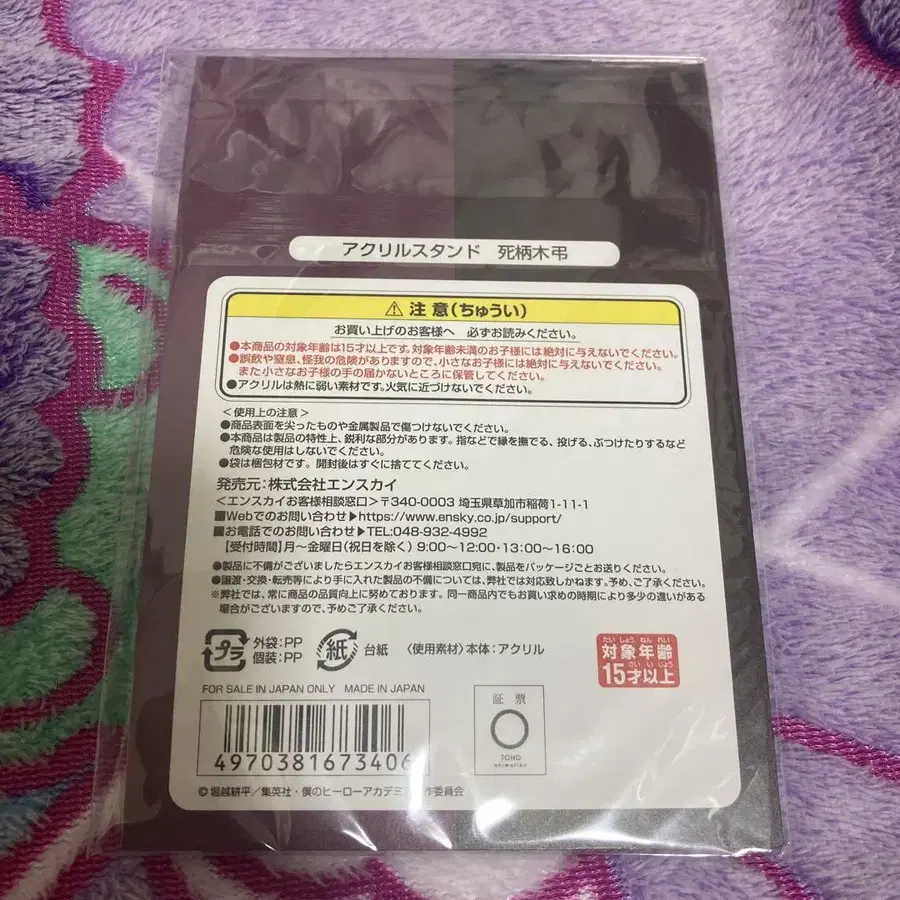 アクリルスタンド 死柄木弔
⚠注意(ちゅうい)
お買い上げのお客様へ 必ずお読みください。
●本商品の対象年齢は15才以上です。対象年齢未満のお子様には絶対に与えないでください。
●誤飲や窒息、怪我の危険がありますので、小さなお子様には絶対に与えないでください。
また小さなお子様の手の届かないところに保管してください。
●アクリルは熱に弱い素材です。火気に近づけないでください。
<使用上の注意>
●商品表面を尖ったものや金属製品で傷つけないでください。
●本商品は製品の特性上、鋭利な部分があります。指などで縁を撫でる、投げる、ぶつけたりするなど
危険な使用はしないでください。
●袋は梱包材です。開封後はすぐに捨ててください。
発売元:株式会社エンスカイ
<エンスカイお客様相談窓口>〒340-0003 埼玉県草加市稲荷1-11-1
■Webでのお問い合わせ▶https://www.ensky.co.jp/support/
■お電話でのお問い合わせ▶TEL:048-932-4992
【受付時間】月〜金曜日(祝日を除く) 9:00〜12:00・13:00〜16:00
●製品に不備がございましたらエンスカイお客様相談窓口宛に、製品をパッケージごとお送りください。
●譲渡・交換・転売等により手に入れた製品の不備については、弊社では対応致しかねます。予め、ご了承ください。
※弊社では、常に商品の品質向上に努めております。同一商品内でもお買い求めの時期により多少の違いがある
場合がございますので、予めご了承ください。
プラ 外袋:PP
個装:PP
紙 台紙 〈使用素材〉本体:アクリル
たいしょうねんれい
対象年齢
さいいじょう
15才以上
FOR SALE IN JAPAN ONLY MADE IN JAPAN
4970381673406
証票
TOHO
animation
© 堀越耕平/集英社・僕のヒーローアカデミア 作委員会